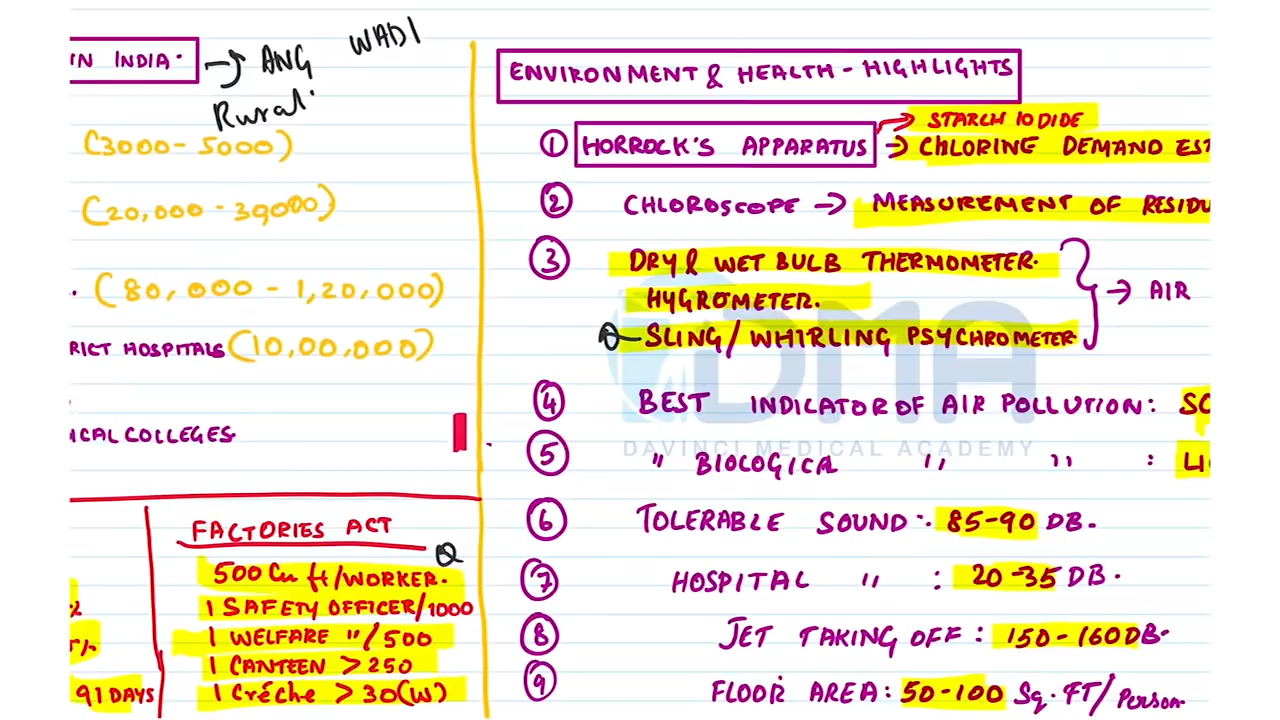 IN INDIA.
ANG WADI
Rural.
(3000 - 5000)
(20,000 - 30,000)
(80,000 - 1,20,000)
RICT HOSPITALS (10,00,000)
ICAL COLLEGES
91 DAYS
FACTORIES ACT
Q
500 Cu ft/WORKER.
1 SAFETY OFFICER/1000
1 WELFARE "/500
1 CANTEEN > 250
1 Créche > 30(W)
ENVIRONMENT & HEALTH - HIGHLIGHTS
STARCH IODIDE
1 HORROCK'S APPARATUS → CHLORINE DEMAND EST
2 CHLOROSCOPE → MEASUREMENT OF RESIDU
3 DRY & WET BULB THERMOMETER.
HYGROMETER. → AIR
Q SLING/WHIRLING PSYCHROMETER
4 BEST INDICATOR OF AIR POLLUTION: SO
DMA
DAVINCI MEDICAL ACADEMY
5 " BIOLOGICAL " " : LI
6 TOLERABLE SOUND: 85-90 DB.
7 HOSPITAL " : 20-35 DB.
8 JET TAKING OFF: 150-160 DB.
9 FLOOR AREA: 50-100 Sq. FT/Person